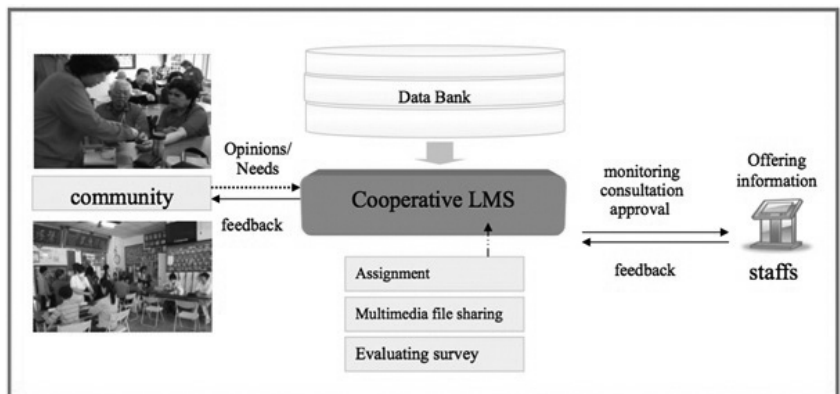 Data Bank
Opinions/
Needs
community
feedback
Cooperative LMS
Assignment
Multimedia file sharing
Evaluating survey
monitoring
consultation
approval
feedback
Offering
information
staffs